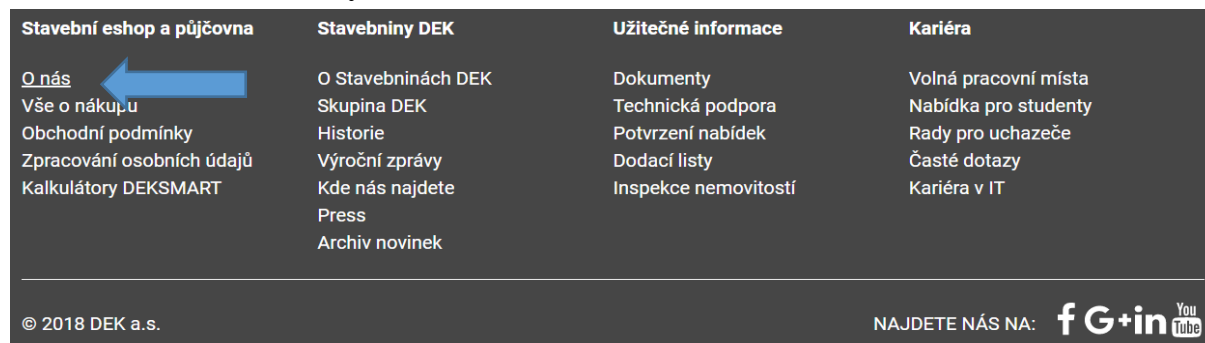 Stavební eshop a půjčovna
O nás
Vše o nákupu
Obchodní podmínky
Zpracování osobních údajů
Kalkulátory DEKSMART
Stavebniny DEK
O Stavebninách DEK
Skupina DEK
Historie
Výroční zprávy
Kde nás najdete
Press
Archiv novinek
Užitečné informace
Dokumenty
Technická podpora
Potvrzení nabídek
Dodací listy
Inspekce nemovitostí
Kariéra
Volná pracovní místa
Nabídka pro studenty
Rady pro uchazeče
Časté dotazy
Kariéra v IT
© 2018 DEK a.s.
NAJDETE NÁS NA: f G+ in You Tube